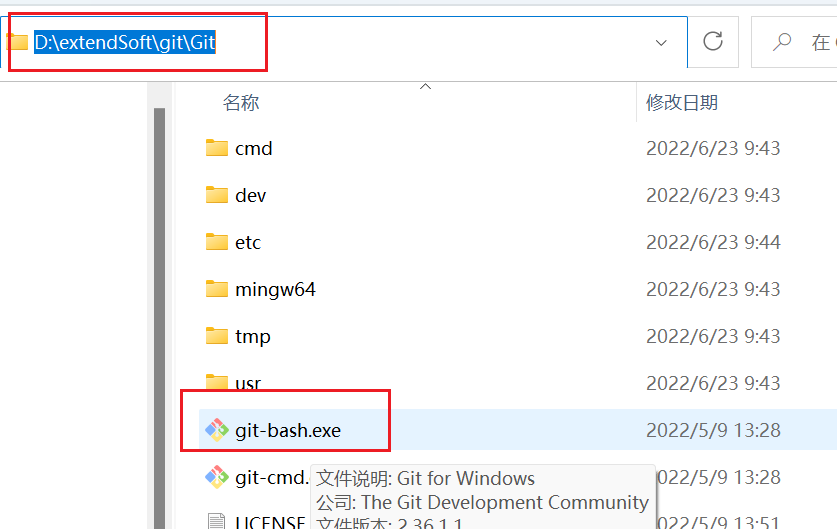 D:\extendSoft\git\Git
在
名称 修改日期
cmd 2022/6/23 9:43
dev 2022/6/23 9:43
etc 2022/6/23 9:44
mingw64 2022/6/23 9:43
tmp 2022/6/23 9:43
usr 2022/6/23 9:43
git-bash.exe 2022/5/9 13:28
git-cmd. 2022/5/9 13:28
文件说明: Git for Windows
公司: The Git Development Community
LICENSE 2022/5/9 13:51
文件版本: 2.36.1.1